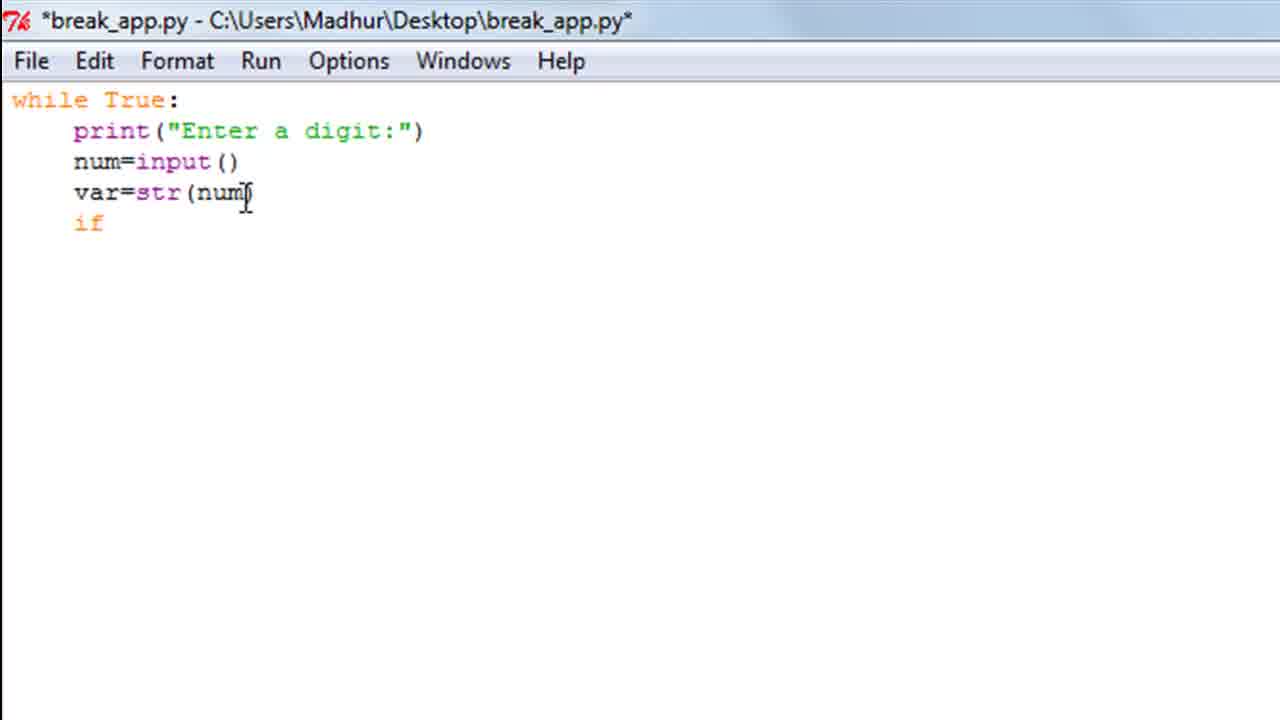 *break_app.py - C:\Users\Madhur\Desktop\break_app.py*
File Edit Format Run Options Windows Help
while True:
    print("Enter a digit:")
    num=input()
    var=str(num)
    if